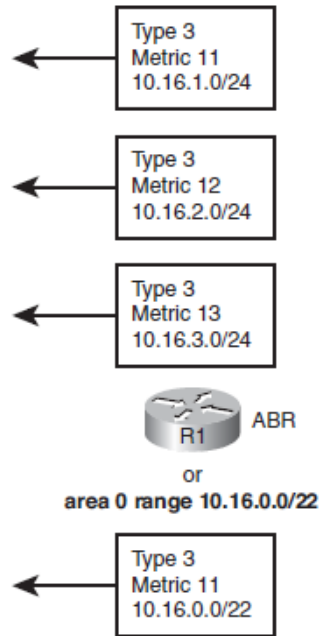 Type 3
Metric 11
10.16.1.0/24
Type 3
Metric 12
10.16.2.0/24
Type 3
Metric 13
10.16.3.0/24
R1
ABR
or
area 0 range 10.16.0.0/22
Type 3
Metric 11
10.16.0.0/22